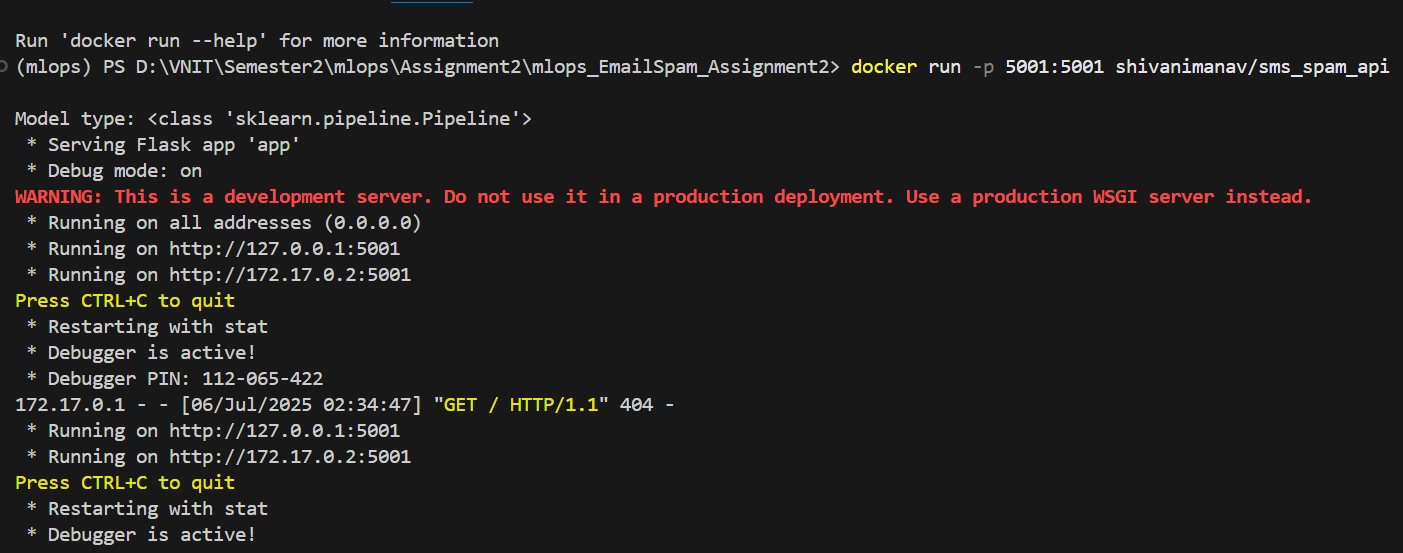 Run 'docker run --help' for more information
(mlops) PS D:\VNIT\Semester2\mlops\Assignment2\mlops_EmailSpam_Assignment2> docker run -p 5001:5001 shivanimanav/sms_spam_api
Model type: <class 'sklearn.pipeline.Pipeline'>
 * Serving Flask app 'app'
 * Debug mode: on
WARNING: This is a development server. Do not use it in a production deployment. Use a production WSGI server instead.
 * Running on all addresses (0.0.0.0)
 * Running on http://127.0.0.1:5001
 * Running on http://172.17.0.2:5001
Press CTRL+C to quit
 * Restarting with stat
 * Debugger is active!
 * Debugger PIN: 112-065-422
172.17.0.1 - - [06/Jul/2025 02:34:47] "GET / HTTP/1.1" 404 -
 * Running on http://127.0.0.1:5001
 * Running on http://172.17.0.2:5001
Press CTRL+C to quit
 * Restarting with stat
 * Debugger is active!